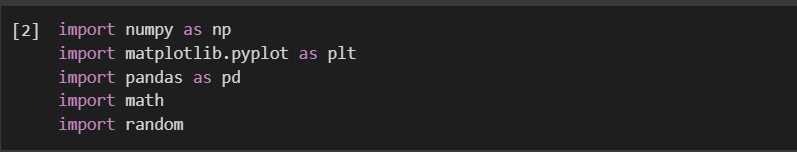 [2] import numpy as np
import matplotlib.pyplot as plt
import pandas as pd
import math
import random